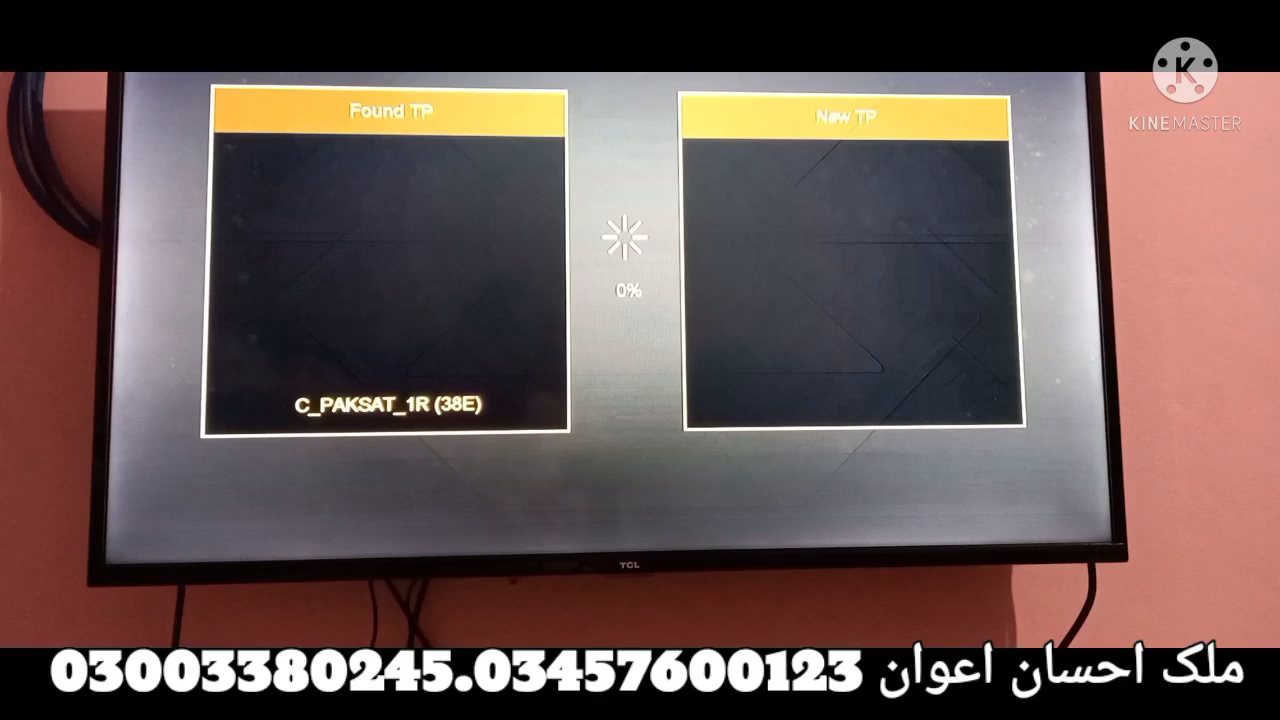 KINEMASTER
Found TP
New TP
0%
C_PAKSAT_1R (38E)
TCL
03003380245.03457600123 ملک احسان اعوان